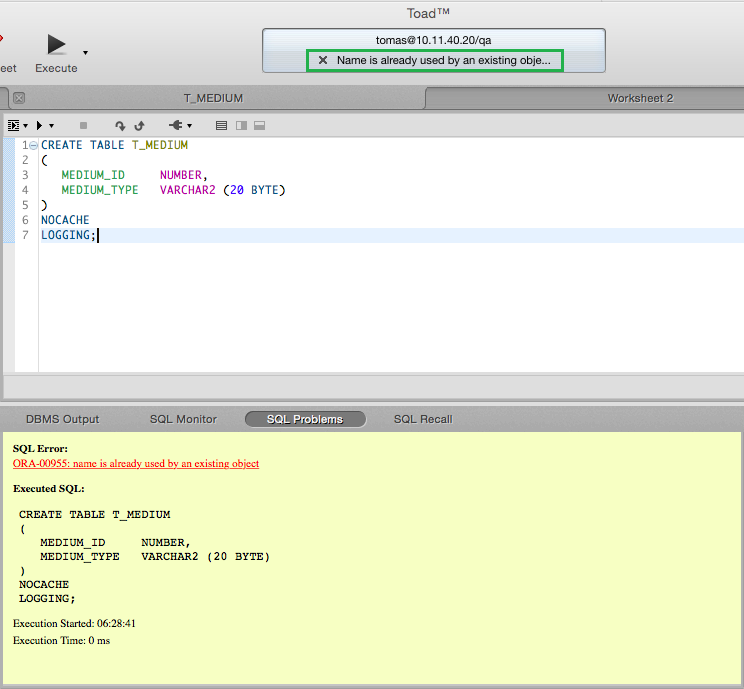 Toad™
tomas@10.11.40.20/qa
eet
Execute
Name is already used by an existing obje...
T_MEDIUM
Worksheet 2
1 CREATE TABLE T_MEDIUM
2 (
3 MEDIUM_ID NUMBER,
4 MEDIUM_TYPE VARCHAR2 (20 BYTE)
5 )
6 NOCACHE
7 LOGGING;
DBMS Output
SQL Monitor
SQL Problems
SQL Recall
SQL Error:
ORA-00955: name is already used by an existing object
Executed SQL:
CREATE TABLE T_MEDIUM
(
MEDIUM_ID NUMBER,
MEDIUM_TYPE VARCHAR2 (20 BYTE)
)
NOCACHE
LOGGING;
Execution Started: 06:28:41
Execution Time: 0 ms